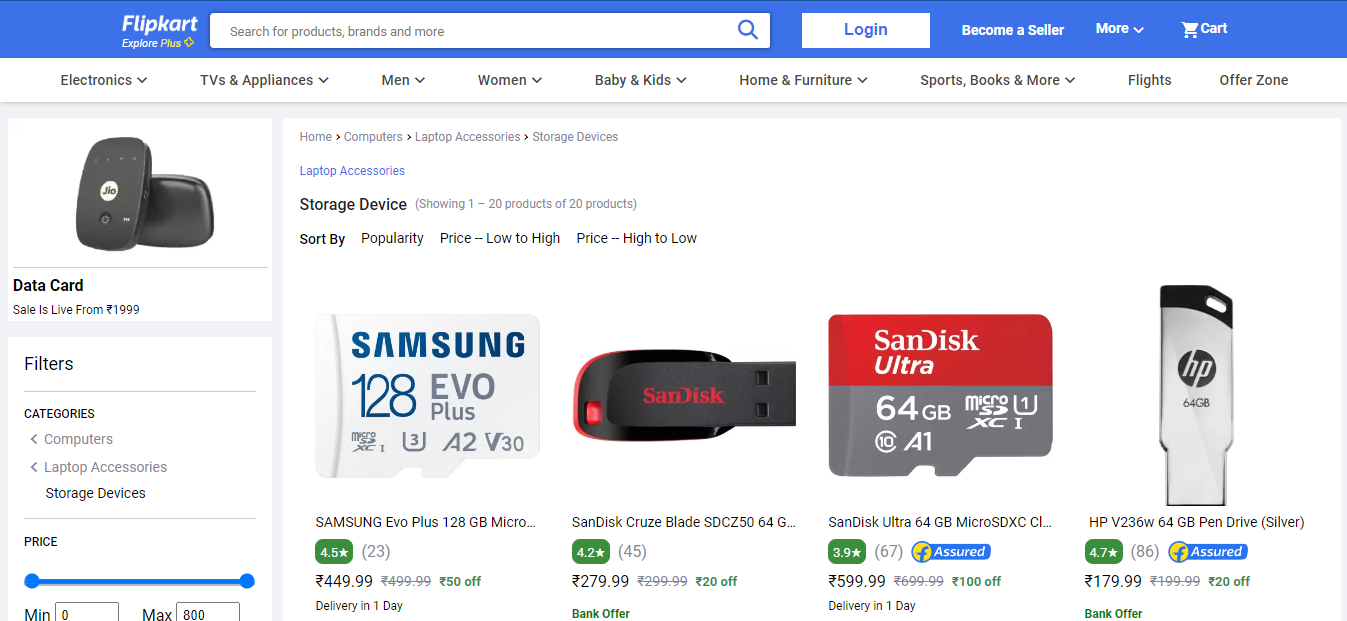 Flipkart
Explore Plus
Search for products, brands and more
Login
Become a Seller
More
Cart
Electronics
TVs & Appliances
Men
Women
Baby & Kids
Home & Furniture
Sports, Books & More
Flights
Offer Zone
Jio
Data Card
Sale Is Live From ₹1999
Filters
CATEGORIES
Computers
Laptop Accessories
Storage Devices
PRICE
Min 0 Max 800
Home › Computers › Laptop Accessories › Storage Devices
Laptop Accessories
Storage Device (Showing 1 – 20 products of 20 products)
Sort By Popularity Price -- Low to High Price -- High to Low
SAMSUNG
128 EVO
Plus
micro SD XC I U3 A2 V30
SAMSUNG Evo Plus 128 GB Micro...
4.5★ (23)
₹449.99 ₹499.99 ₹50 off
Delivery in 1 Day
SanDisk
SanDisk Cruze Blade SDCZ50 64 G...
4.2★ (45)
₹279.99 ₹299.99 ₹20 off
Bank Offer
SanDisk
Ultra
64 GB micro SD XC I U1
10 A1
SanDisk Ultra 64 GB MicroSDXC Cl...
3.9★ (67) f Assured
₹599.99 ₹699.99 ₹100 off
Delivery in 1 Day
hp
64GB
HP V236w 64 GB Pen Drive (Silver)
4.7★ (86) f Assured
₹179.99 ₹199.99 ₹20 off
Bank Offer